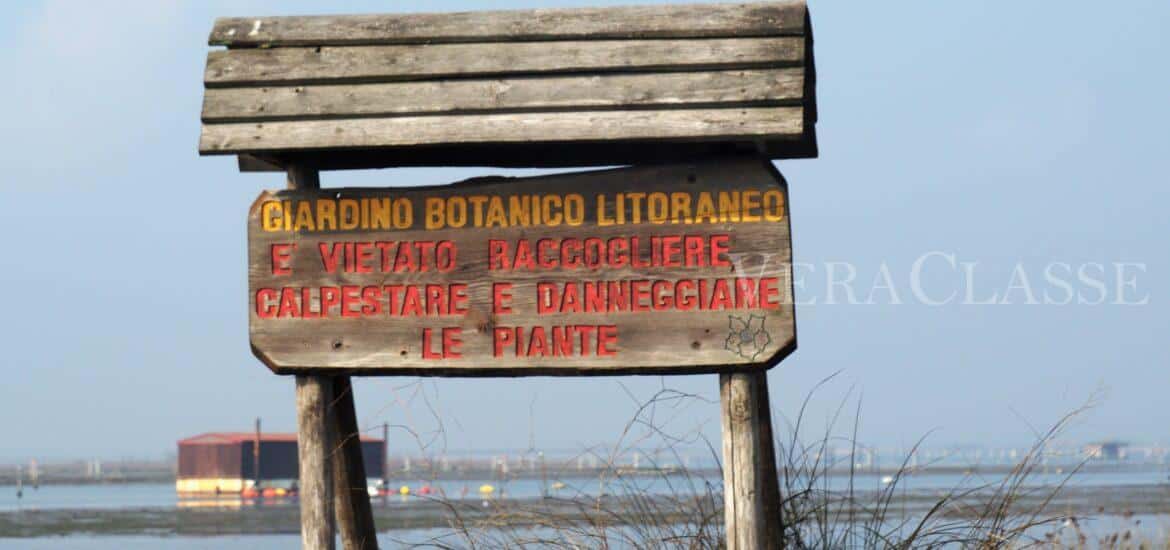 GIARDINO BOTANICO LITORANEO
E' VIETATO RACCOGLIERE
CALPESTARE E DANNEGGIARE
LE PIANTE
VERACLASSE